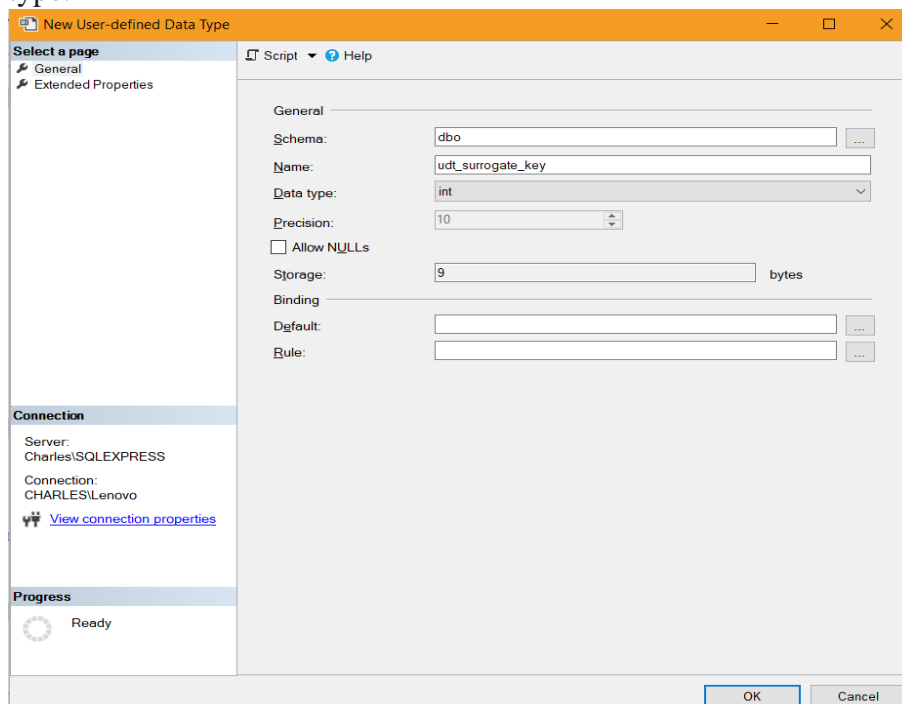 type.
New User-defined Data Type
Select a page
General
Extended Properties
Script
Help
General
Schema:
dbo
...
Name:
udt_surrogate_key
Data type:
int
Precision:
10
Allow NULLs
Storage:
9
bytes
Binding
Default:
...
Rule:
...
Connection
Server:
Charles\SQLEXPRESS
Connection:
CHARLES\Lenovo
View connection properties
Progress
Ready
OK
Cancel